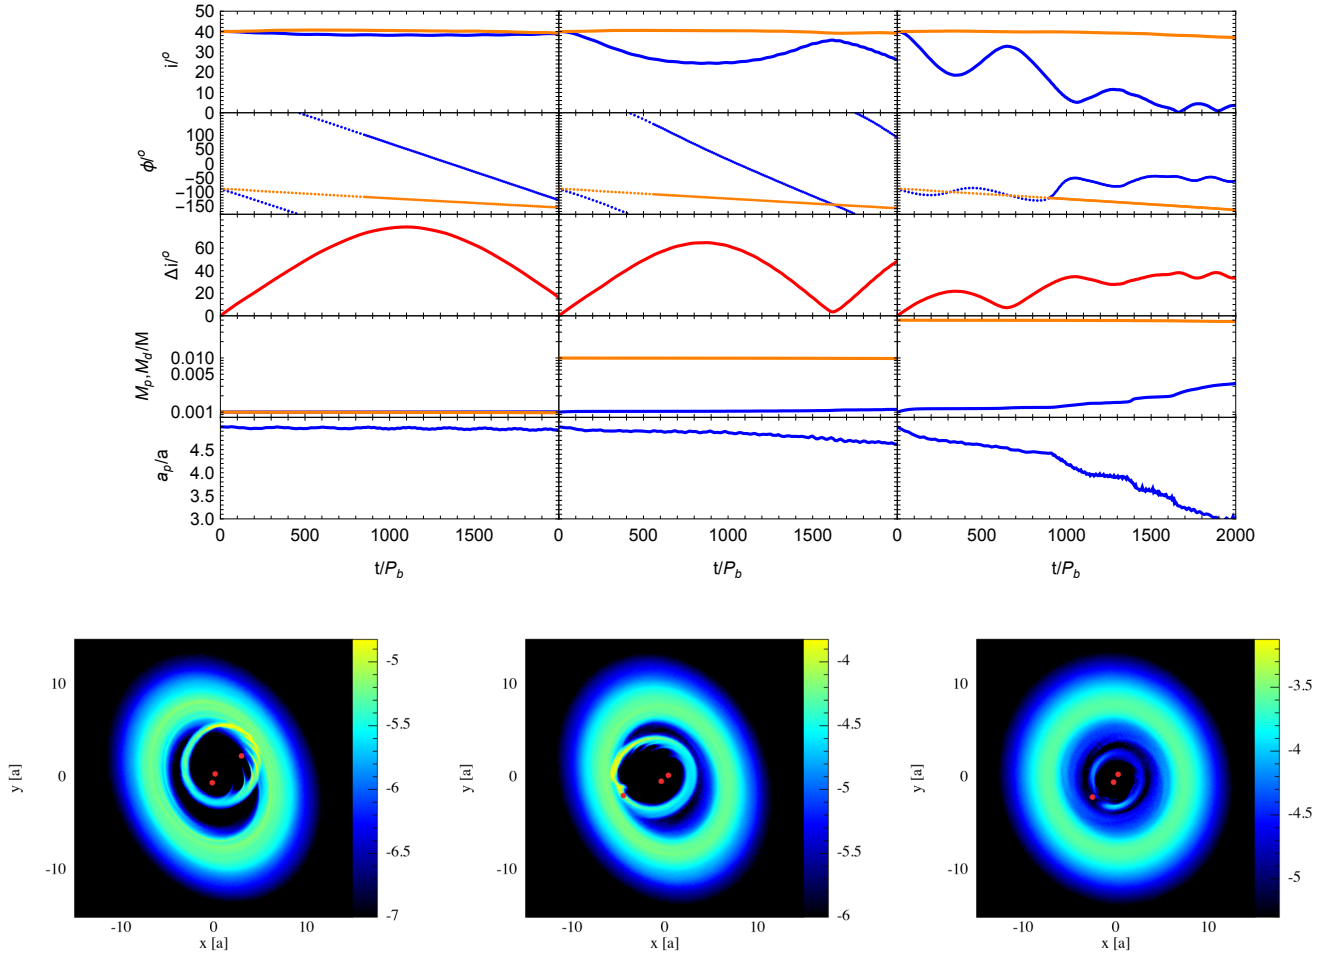 50
40
30
20
10
0
i/°
100
50
0
−50
−100
−150
ϕ/°
60
40
20
0
Δi/°
0.010
0.005
0.001
M_p, M_d/M
4.5
4.0
3.5
3.0
a_p/a
0 500 1000 1500 0 500 1000 1500 0 500 1000 1500 2000
t/P_b t/P_b t/P_b
10
0
-10
y [a]
-10 0 10
x [a]
-5
-5.5
-6
-6.5
-7
10
0
-10
y [a]
-10 0 10
x [a]
-4
-4.5
-5
-5.5
-6
10
0
-10
y [a]
-10 0 10
x [a]
-3.5
-4
-4.5
-5